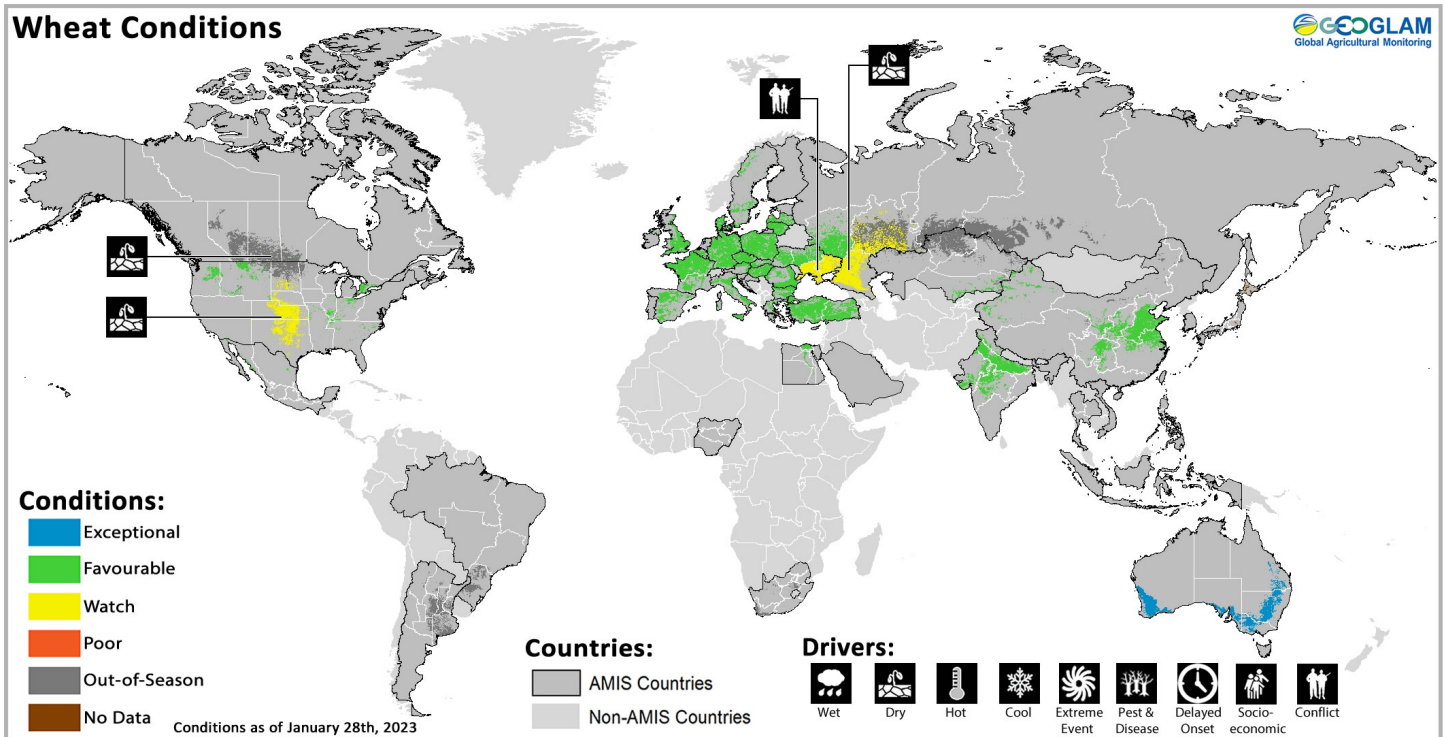 Wheat Conditions
GEOGLAM
Global Agricultural Monitoring
Conditions:
Exceptional
Favourable
Watch
Poor
Out-of-Season
No Data
Conditions as of January 28th, 2023
Countries:
AMIS Countries
Non-AMIS Countries
Drivers:
Wet
Dry
Hot
Cool
Extreme
Event
Pest &
Disease
Delayed
Onset
Socio-
economic
Conflict